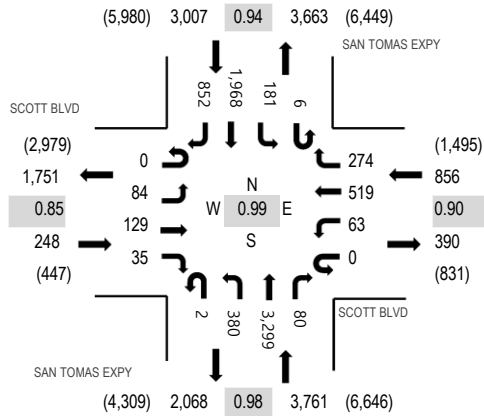 (5,980) 3,007 0.94 3,663 (6,449)
SAN TOMAS EXPY
852 1,968 181 6
SCOTT BLVD
(2,979)
1,751
0.85
248
(447)
0
84
129
35
N
W 0.99 E
S
274
519
63
0
(1,495)
856
0.90
390
(831)
2 380 3,299 80
SCOTT BLVD
SAN TOMAS EXPY
(4,309) 2,068 0.98 3,761 (6,646)